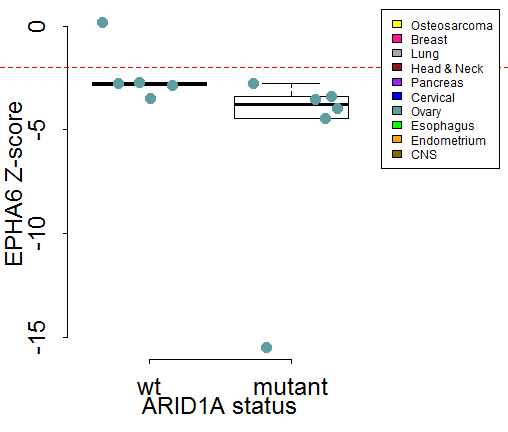 0
-5
-10
-15
EPHA6 Z-score
wt mutant
ARID1A status
Osteosarcoma
Breast
Lung
Head & Neck
Pancreas
Cervical
Ovary
Esophagus
Endometrium
CNS